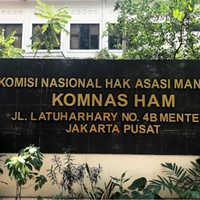 KOMISI NASIONAL HAK ASASI MAN
KOMNAS HAM
JL. LATUHARHARY NO. 4B MENTE
JAKARTA PUSAT